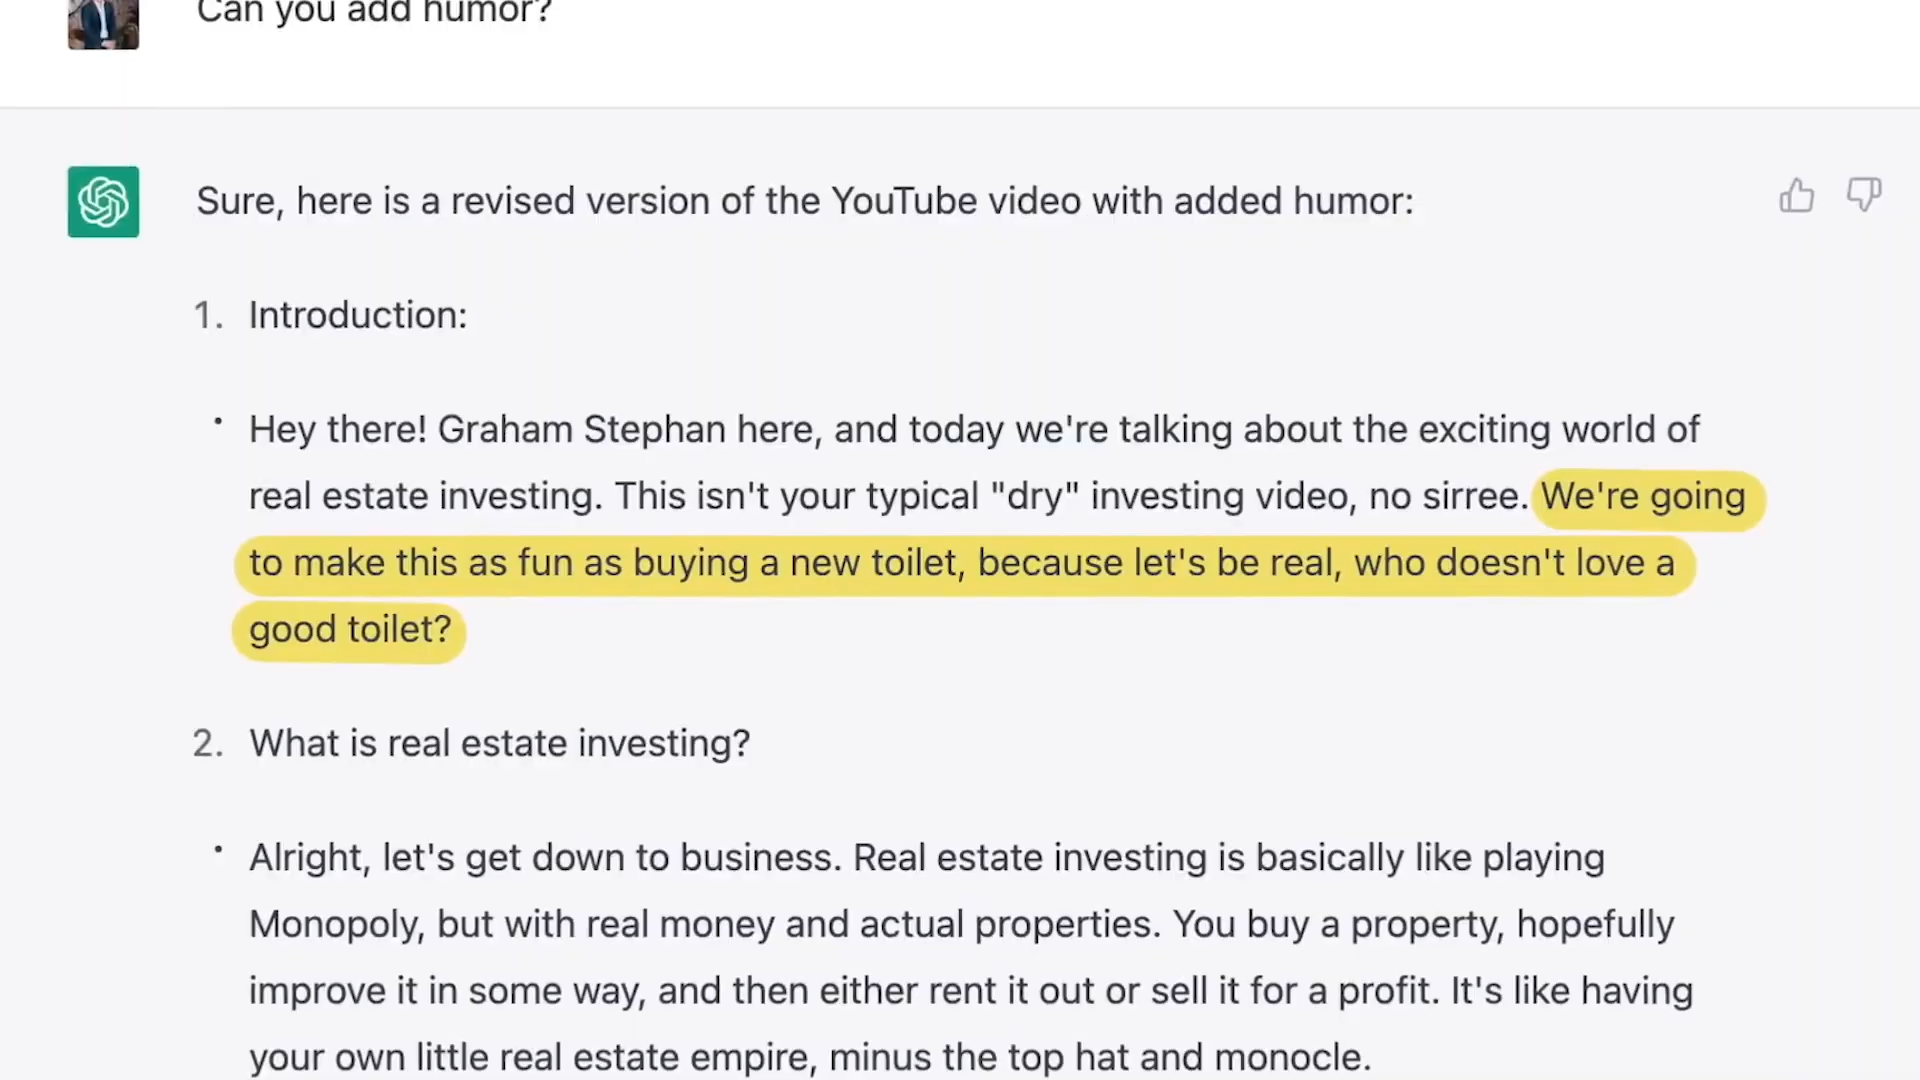 Can you add humor?
Sure, here is a revised version of the YouTube video with added humor:
1. Introduction:
• Hey there! Graham Stephan here, and today we're talking about the exciting world of
real estate investing. This isn't your typical "dry" investing video, no sirree. We're going
to make this as fun as buying a new toilet, because let's be real, who doesn't love a
good toilet?
2. What is real estate investing?
• Alright, let's get down to business. Real estate investing is basically like playing
Monopoly, but with real money and actual properties. You buy a property, hopefully
improve it in some way, and then either rent it out or sell it for a profit. It's like having
your own little real estate empire, minus the top hat and monocle.